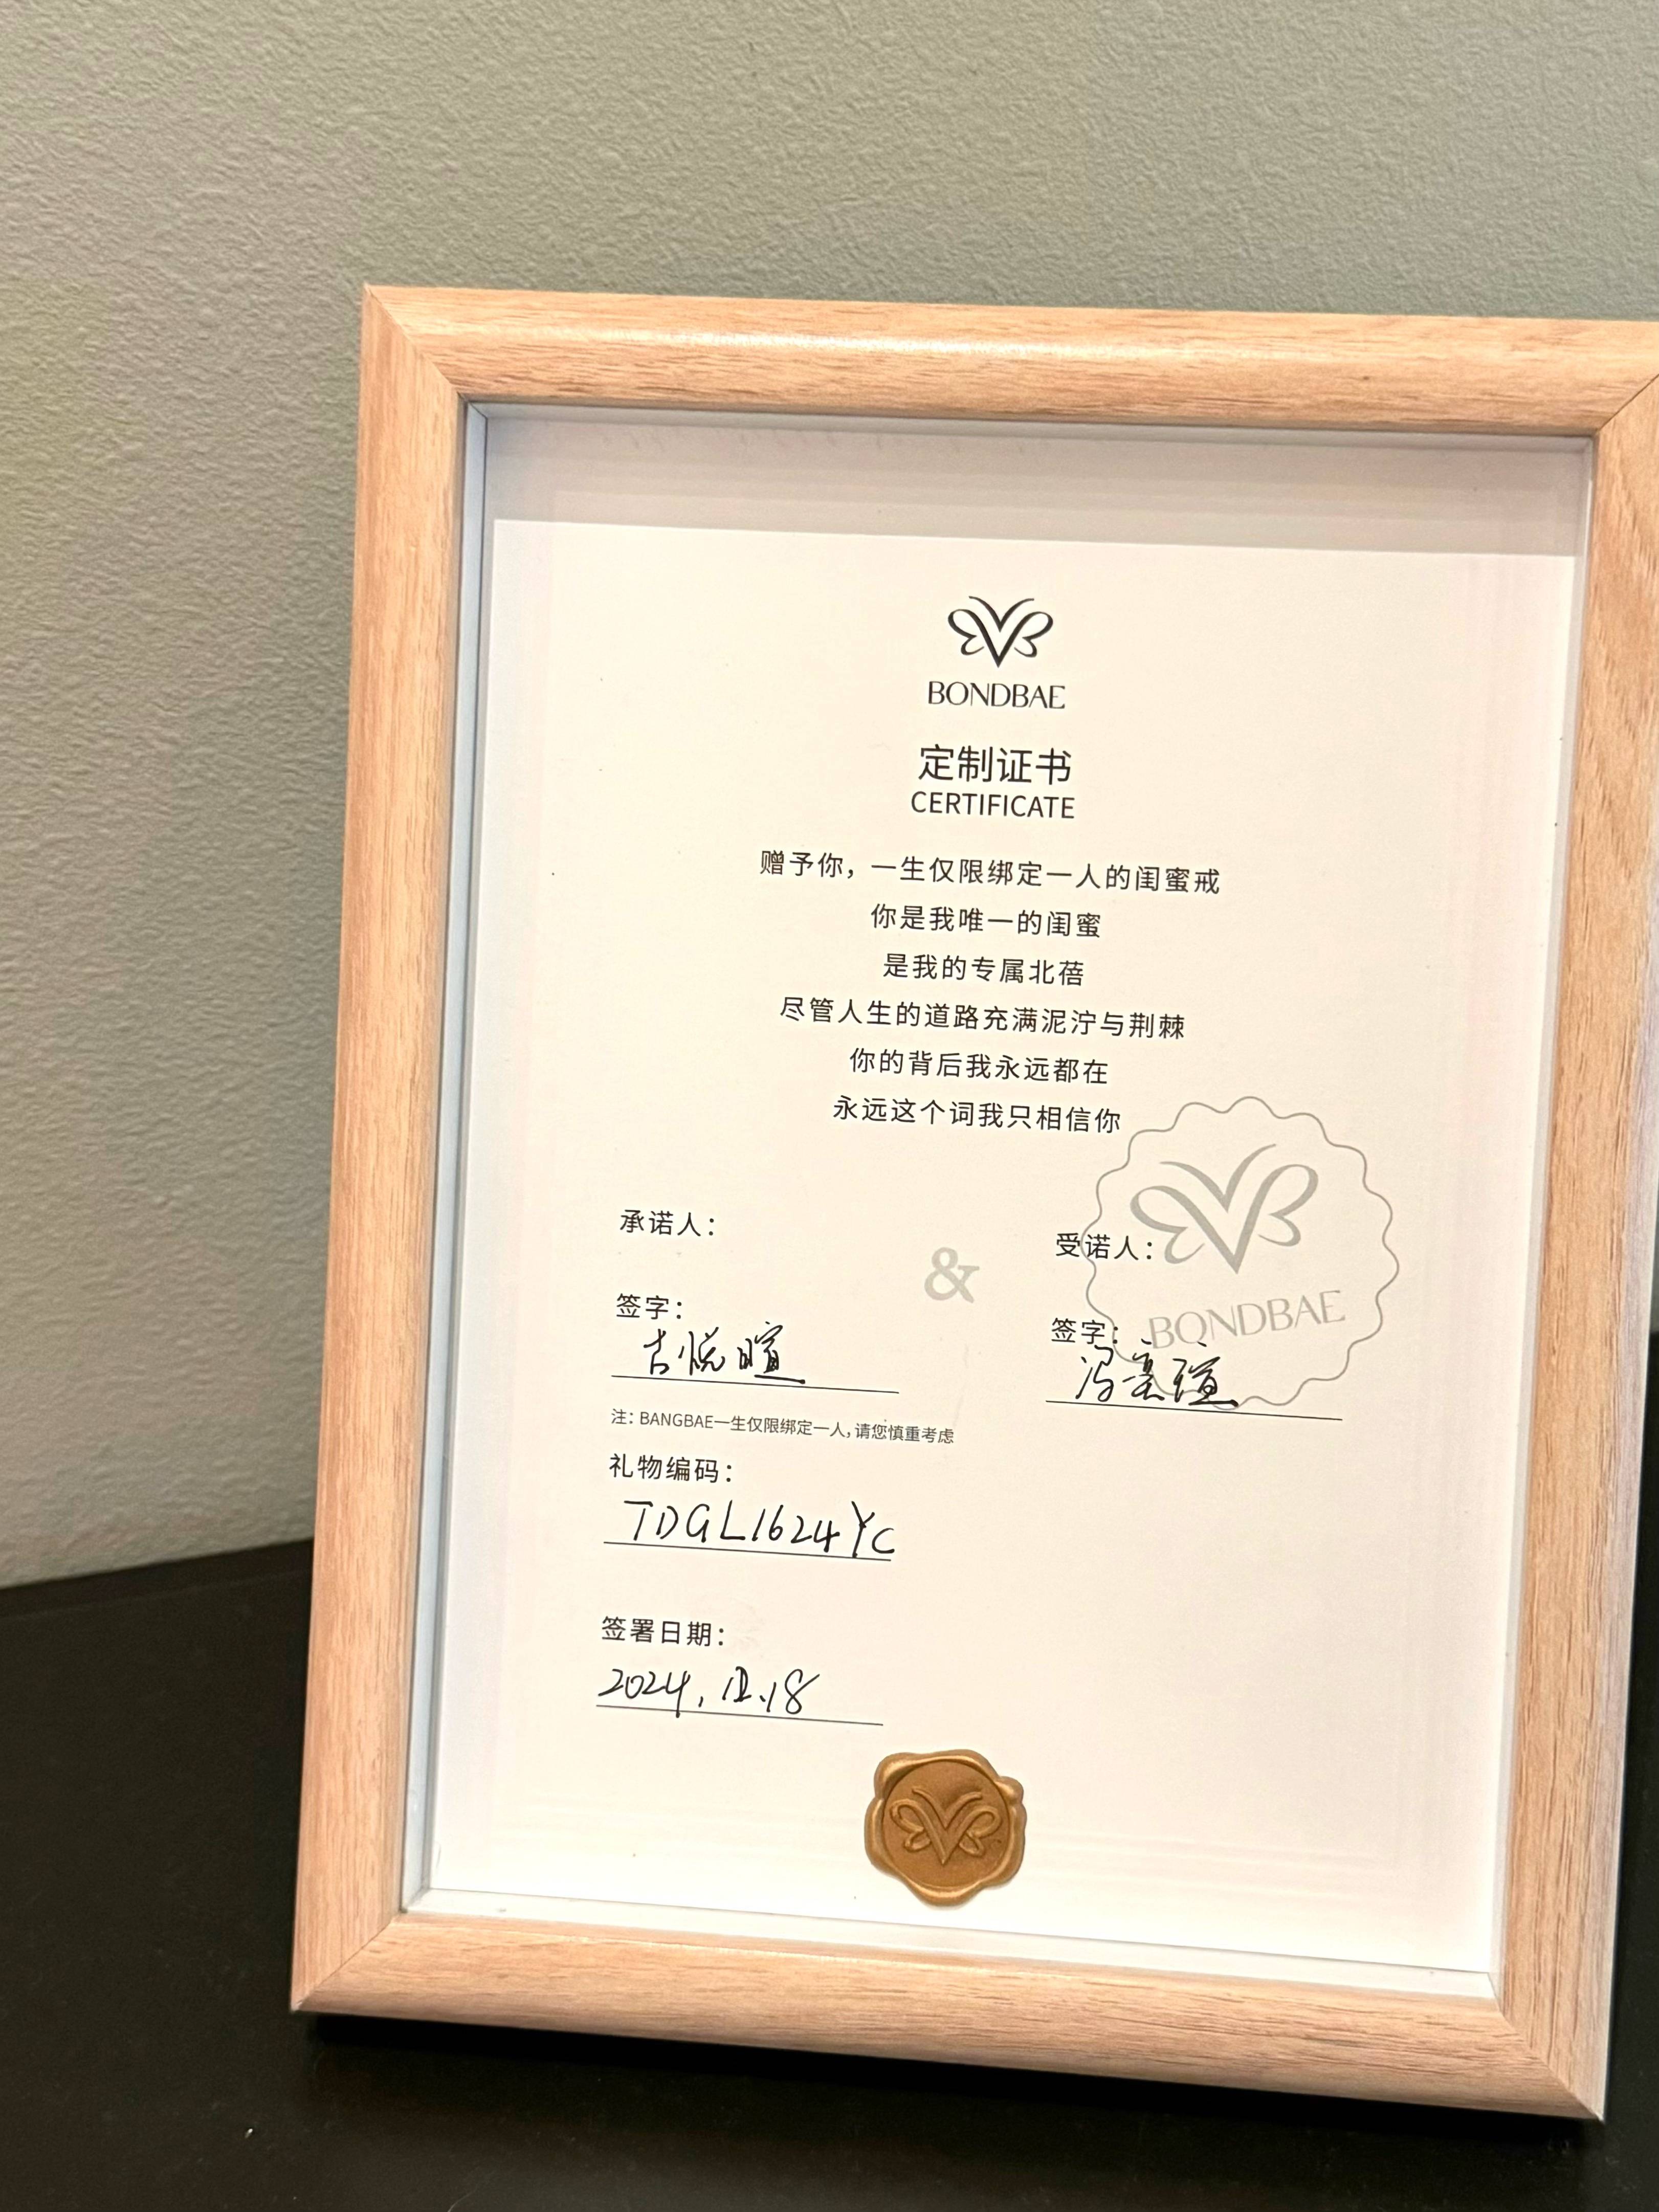 BONDBAE
定制证书
CERTIFICATE
赠予你，一生仅限绑定一人的闺蜜戒
你是我唯一的闺蜜
是我的专属北蓓
尽管人生的道路充满泥泞与荆棘
你的背后我永远都在
永远这个词我只相信你
承诺人：
&
受诺人：
BONDBAE
签字：
吉悦暄
签字：
注：BANGBAE一生仅限绑定一人，请您慎重考虑
礼物编码：
TDGL1624YC
签署日期：
2024.12.18